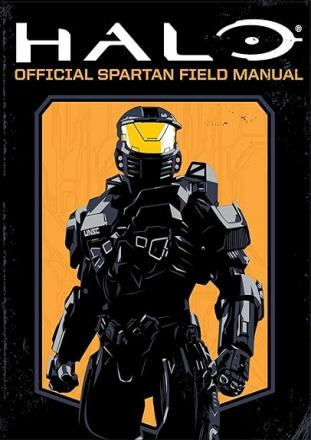 HALO®
OFFICIAL SPARTAN FIELD MANUAL
UNSC